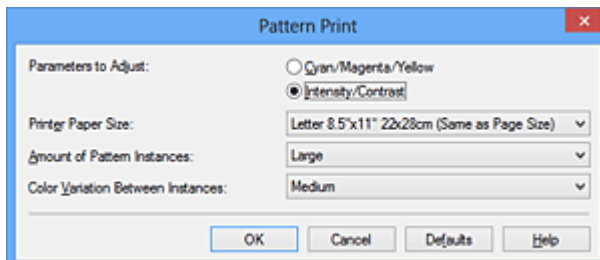 Pattern Print
Parameters to Adjust: Cyan/Magenta/Yellow
Intensity/Contrast
Printer Paper Size: Letter 8.5"x11" 22x28cm (Same as Page Size)
Amount of Pattern Instances: Large
Color Variation Between Instances: Medium
OK Cancel Defaults Help